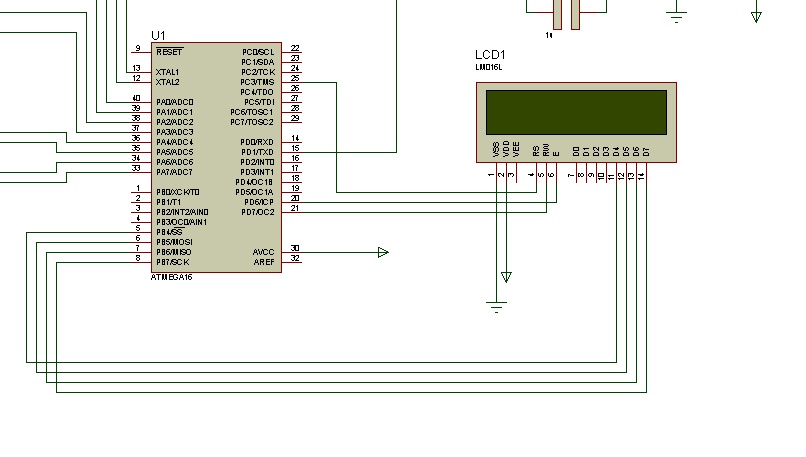 U1
9 RESET
13 XTAL1
12 XTAL2
40 PA0/ADC0
39 PA1/ADC1
38 PA2/ADC2
37 PA3/ADC3
36 PA4/ADC4
35 PA5/ADC5
34 PA6/ADC6
33 PA7/ADC7
1 PB0/XCK/T0
2 PB1/T1
3 PB2/INT2/AIN0
4 PB3/OC0/AIN1
5 PB4/SS
6 PB5/MOSI
7 PB6/MISO
8 PB7/SCK
PC0/SCL 22
PC1/SDA 23
PC2/TCK 24
PC3/TMS 25
PC4/TDO 26
PC5/TDI 27
PC6/TOSC1 28
PC7/TOSC2 29
PD0/RXD 14
PD1/TXD 15
PD2/INT0 16
PD3/INT1 17
PD4/OC1B 18
PD5/OC1A 19
PD6/ICP 20
PD7/OC2 21
AVCC 30
AREF 32
ATMEGA16
LCD1
LM016L
VSS VDD VEE RS RW E D0 D1 D2 D3 D4 D5 D6 D7
1 2 3 4 5 6 7 8 9 10 11 12 13 14